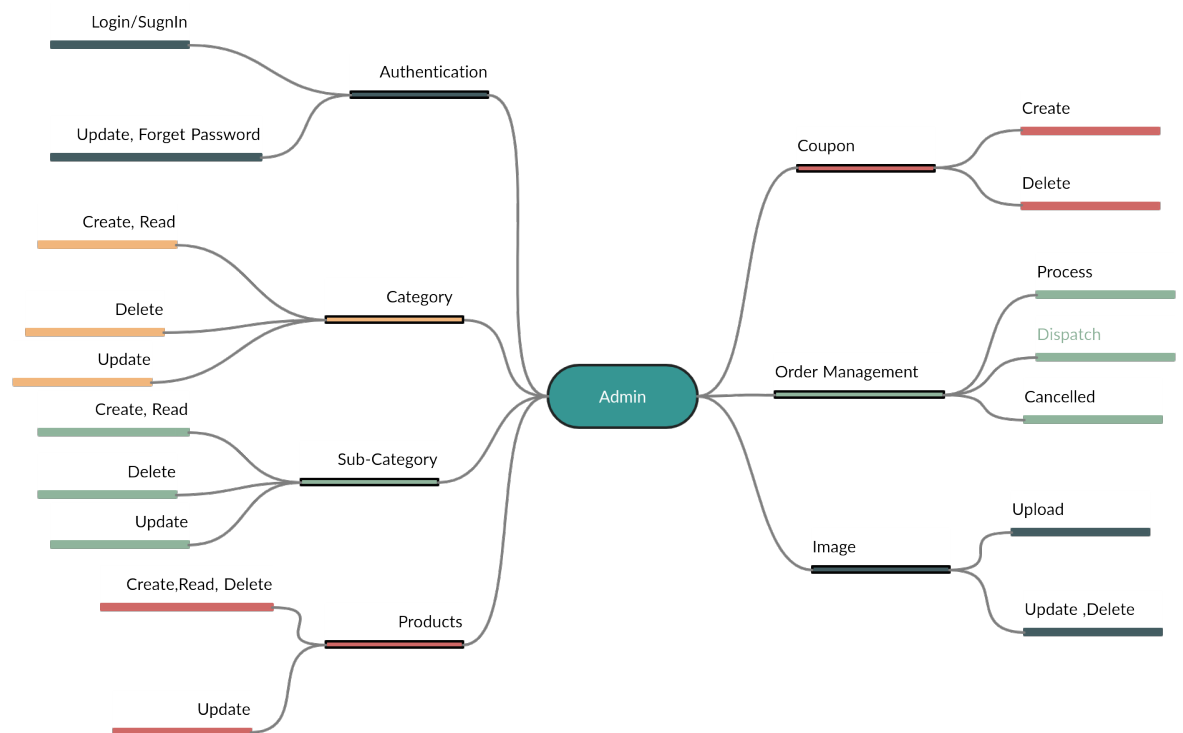 Login/SugnIn
Authentication
Update, Forget Password
Create, Read
Category
Delete
Update
Create, Read
Sub-Category
Delete
Update
Create,Read, Delete
Products
Update
Admin
Coupon
Create
Delete
Order Management
Process
Dispatch
Cancelled
Image
Upload
Update ,Delete